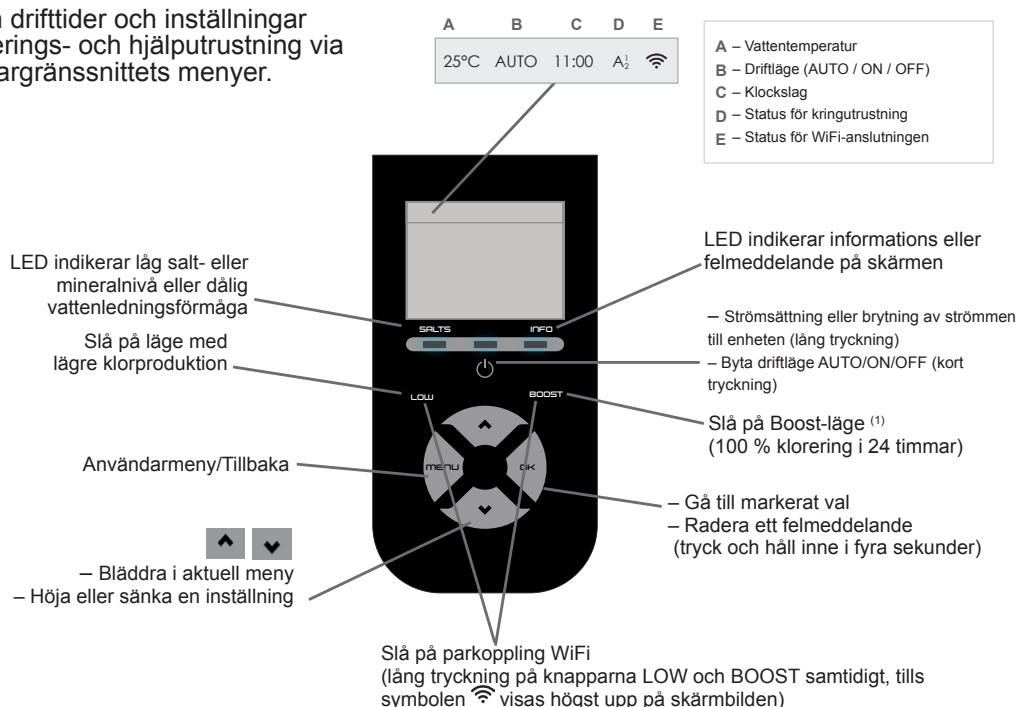 drifttider och inställningar
erings- och hjälputrustning via
argränssnittets menyer.
A B C D E
25°C AUTO 11:00 A½
A – Vattentemperatur
B – Driftläge (AUTO / ON / OFF)
C – Klockslag
D – Status för kringutrustning
E – Status för WiFi-anslutningen
LED indikerar låg salt- eller
mineralnivå eller dålig
vattenledningsförmåga
Slå på läge med
lägre klorproduktion
Användarmeny/Tillbaka
– Bläddra i aktuell meny
– Höja eller sänka en inställning
SALTS INFO
LOW BOOST
MENU OK
LED indikerar informations eller
felmeddelande på skärmen
– Strömsättning eller brytning av strömmen
till enheten (lång tryckning)
– Byta driftläge AUTO/ON/OFF (kort
tryckning)
Slå på Boost-läge (1)
(100 % klorering i 24 timmar)
– Gå till markerat val
– Radera ett felmeddelande
(tryck och håll inne i fyra sekunder)
Slå på parkoppling WiFi
(lång tryckning på knapparna LOW och BOOST samtidigt, tills
symbolen visas högst upp på skärmbilden)